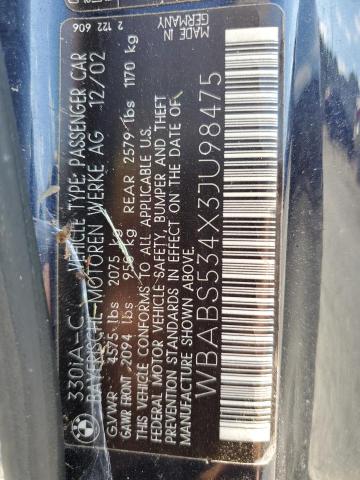 330iA-C
VEHICLE TYPE: PASSENGER CAR
BAYERISCHE MOTOREN WERKE AG 12/02
GVWR 4575 lbs 2075 kg
GAWR FRONT 2094 lbs 950 kg REAR 2579 lbs 1170 kg
THIS VEHICLE CONFORMS TO ALL APPLICABLE U.S.
FEDERAL MOTOR VEHICLE SAFETY, BUMPER AND THEFT
PREVENTION STANDARDS IN EFFECT ON THE DATE OF
MANUFACTURE SHOWN ABOVE.
WBABS534X3JU98475
2 122 606
MADE IN
GERMANY